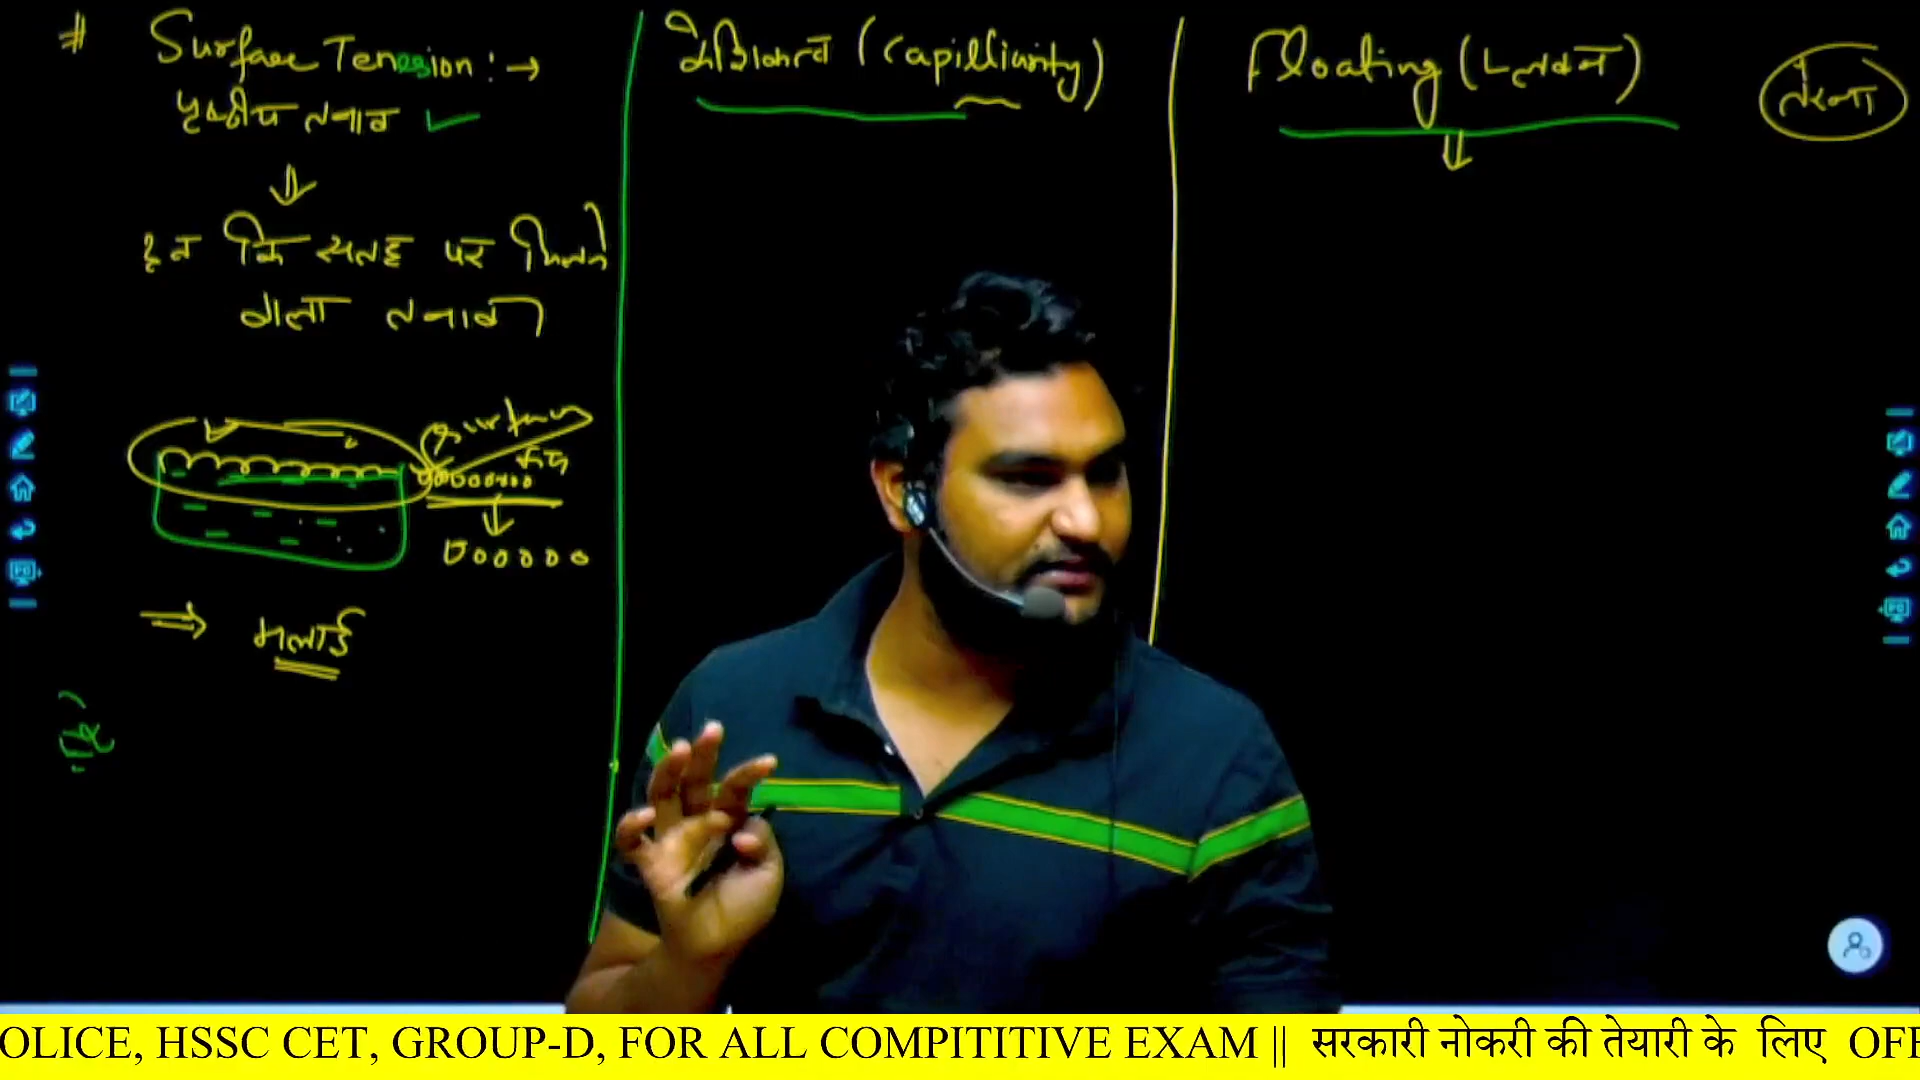 # Surface Tension :→
पृष्ठीय तनाव ✓
द्रव कि सतह पर मिलने
वाला तनाव
surface
⇒ मलाई
केशिकत्व (Capilliarity)
Floating (प्लवन)
तैरना
OLICE, HSSC CET, GROUP-D, FOR ALL COMPITITIVE EXAM || सरकारी नोकरी की तेयारी के लिए OFF